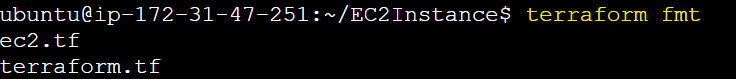 ubuntu@ip-172-31-47-251:~/EC2Instance$ terraform fmt
ec2.tf
terraform.tf